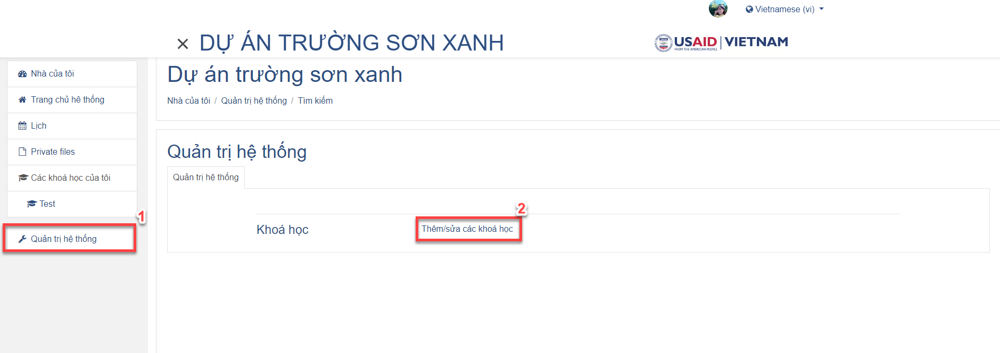 Vietnamese (vi)
DỰ ÁN TRƯỜNG SƠN XANH
USAID | VIETNAM
FROM THE AMERICAN PEOPLE
Nhà của tôi
Trang chủ hê thống
Lịch
Private files
Các khoá học của tôi
Test
1
Quản trị hệ thống
Dự án trường sơn xanh
Nhà của tôi / Quản trị hệ thống / Tìm kiếm
Quản trị hệ thống
Quản trị hệ thống
2
Khoá học
Thêm/sửa các khoá học